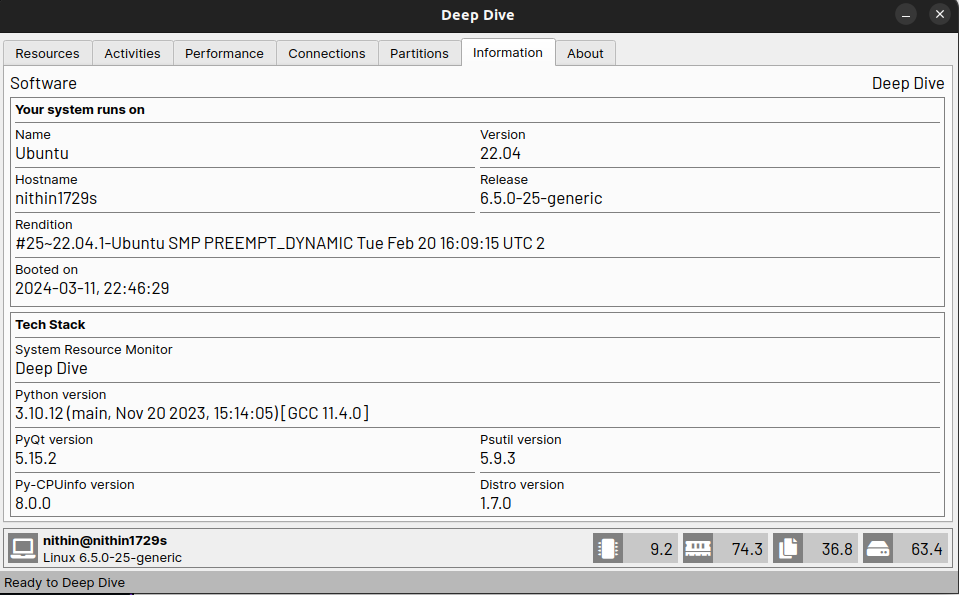 Deep Dive
Resources Activities Performance Connections Partitions Information About
Software Deep Dive
Your system runs on
Name Version
Ubuntu 22.04
Hostname Release
nithin1729s 6.5.0-25-generic
Rendition
#25~22.04.1-Ubuntu SMP PREEMPT_DYNAMIC Tue Feb 20 16:09:15 UTC 2
Booted on
2024-03-11, 22:46:29
Tech Stack
System Resource Monitor
Deep Dive
Python version
3.10.12 (main, Nov 20 2023, 15:14:05) [GCC 11.4.0]
PyQt version Psutil version
5.15.2 5.9.3
Py-CPUinfo version Distro version
8.0.0 1.7.0
nithin@nithin1729s
Linux 6.5.0-25-generic
9.2 74.3 36.8 63.4
Ready to Deep Dive